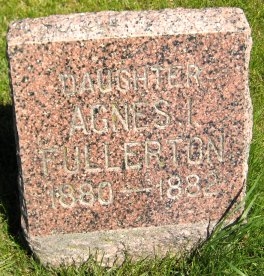 DAUGHTER
AGNES I.
FULLERTON
1880 — 1882